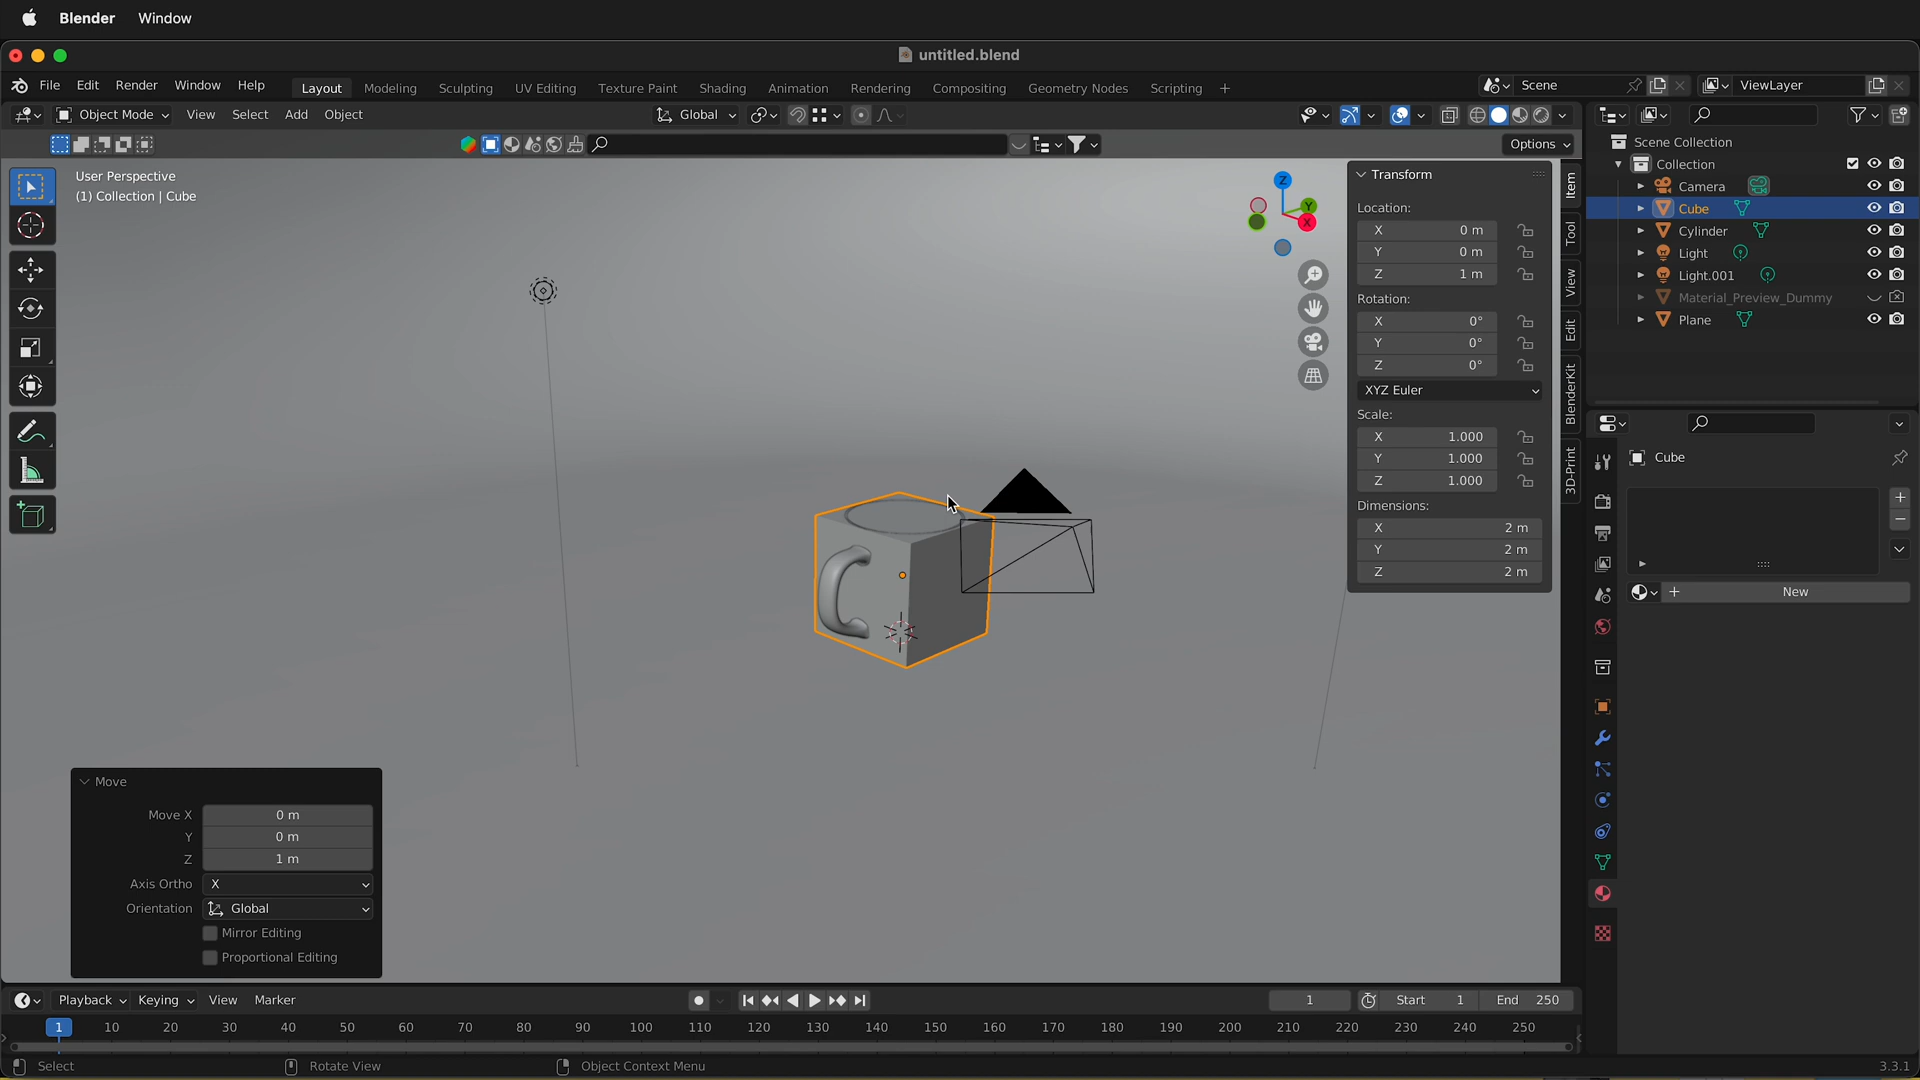 Blender Window
untitled.blend
File Edit Render Window Help Layout Modeling Sculpting UV Editing Texture Paint Shading Animation Rendering Compositing Geometry Nodes Scripting + Scene ViewLayer
Object Mode View Select Add Object Global
Options
User Perspective
(1) Collection | Cube
Z
Y
X
Transform
Location:
X 0 m
Y 0 m
Z 1 m
Rotation:
X 0°
Y 0°
Z 0°
XYZ Euler
Scale:
X 1.000
Y 1.000
Z 1.000
Dimensions:
X 2 m
Y 2 m
Z 2 m
Item
Tool
View
Edit
BlenderKit
3D-Print
Scene Collection
Collection
Camera
Cube
Cylinder
Light
Light.001
Material_Preview_Dummy
Plane
Cube
New
Move
Move X 0 m
Y 0 m
Z 1 m
Axis Ortho X
Orientation Global
Mirror Editing
Proportional Editing
Playback Keying View Marker 1 Start 1 End 250
1 10 20 30 40 50 60 70 80 90 100 110 120 130 140 150 160 170 180 190 200 210 220 230 240 250
Select Rotate View Object Context Menu 3.3.1